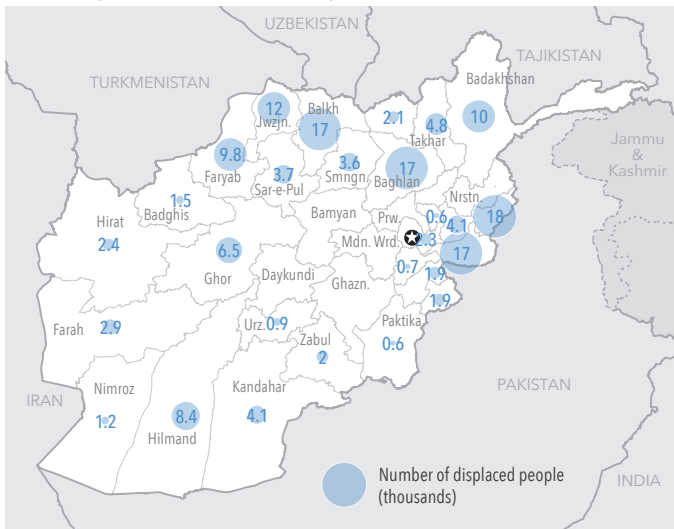 UZBEKISTAN
TAJIKISTAN
TURKMENISTAN
Badakhshan
12
Jwzjn.
Balkh
17
2.1
4.8
Takhar
10
Jammu
& Kashmir
9.8
Faryab
3.7
Sar-e-Pul
3.6
Smngn.
17
Baghlan
1.5
Badghis
Nrstn.
Hirat
2.4
Bamyan
Prw.
0.6
4.1
18
6.5
Ghor
Mdn. Wrd.
2.3
17
Daykundi
Ghazn.
0.7
1.9
1.9
Farah
2.9
Urz.
0.9
Zabul
2
Paktika
0.6
Nimroz
1.2
IRAN
8.4
Hilmand
Kandahar
4.1
PAKISTAN
Number of displaced people
(thousands)
INDIA